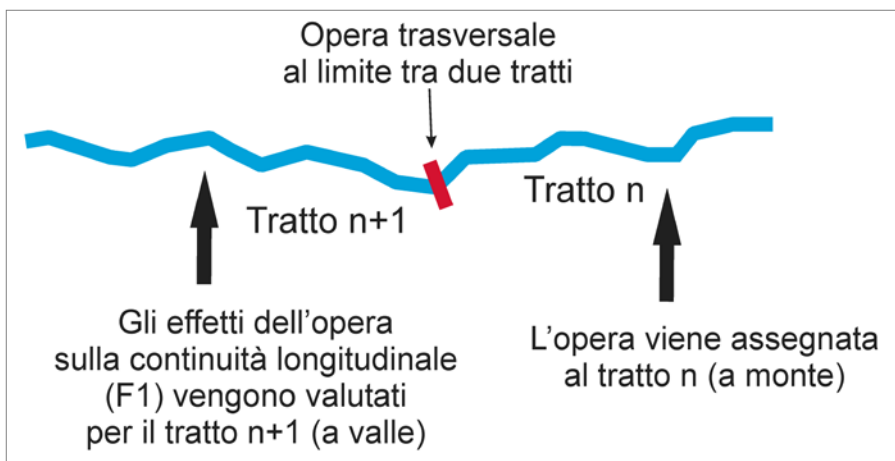 Opera trasversale
al limite tra due tratti
Tratto n+1
Tratto n
Gli effetti dell’opera
sulla continuità longitudinale
(F1) vengono valutati
per il tratto n+1 (a valle)
L’opera viene assegnata
al tratto n (a monte)